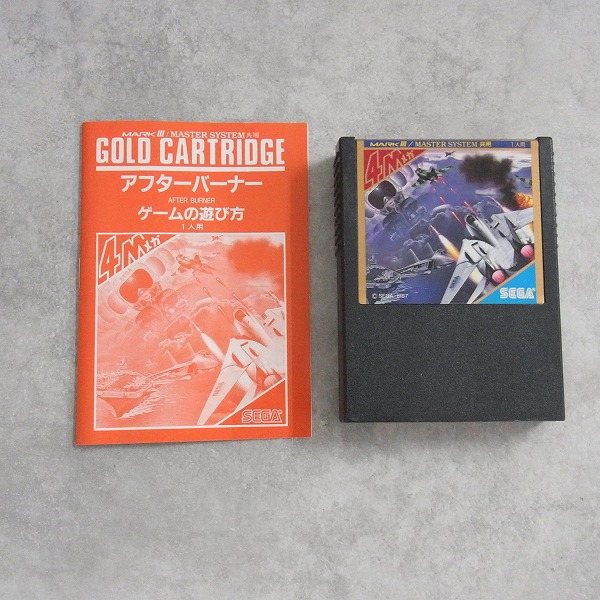 MARK III / MASTER SYSTEM 共用
GOLD CARTRIDGE
アフターバーナー
AFTER BURNER
ゲームの遊び方
1人用
4Mメガ
SEGA
MARK III / MASTER SYSTEM 共用 1人用
4Mメガ
© SEGA 1987
SEGA